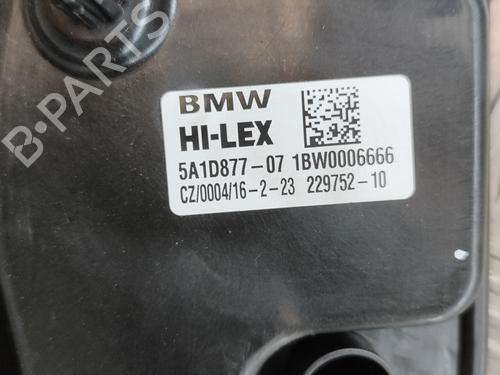 BMW
HI-LEX
5A1D877-07 1BW0006666
CZ/0004/16-2-23 229752-10
B-PARTS